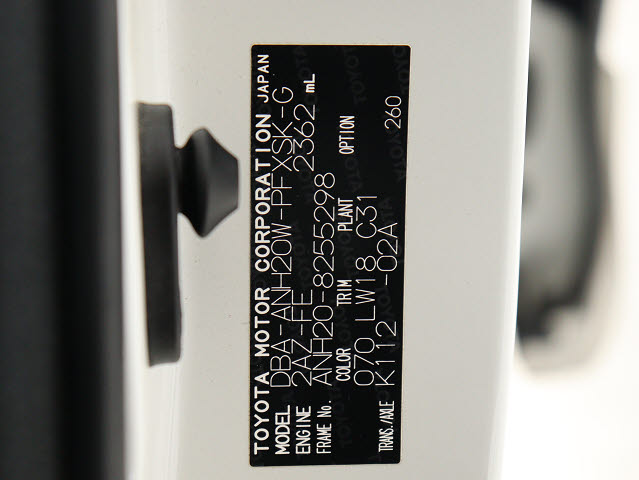 TOYOTA MOTOR CORPORATION JAPAN
MODEL DBA-ANH20W-PFXSK-G
ENGINE 2AZ-FE 2362 mL
FRAME No. ANH20-8255298
COLOR TRIM PLANT OPTION
070 LW18 C31
TRANS./AXLE K112 -02A 260